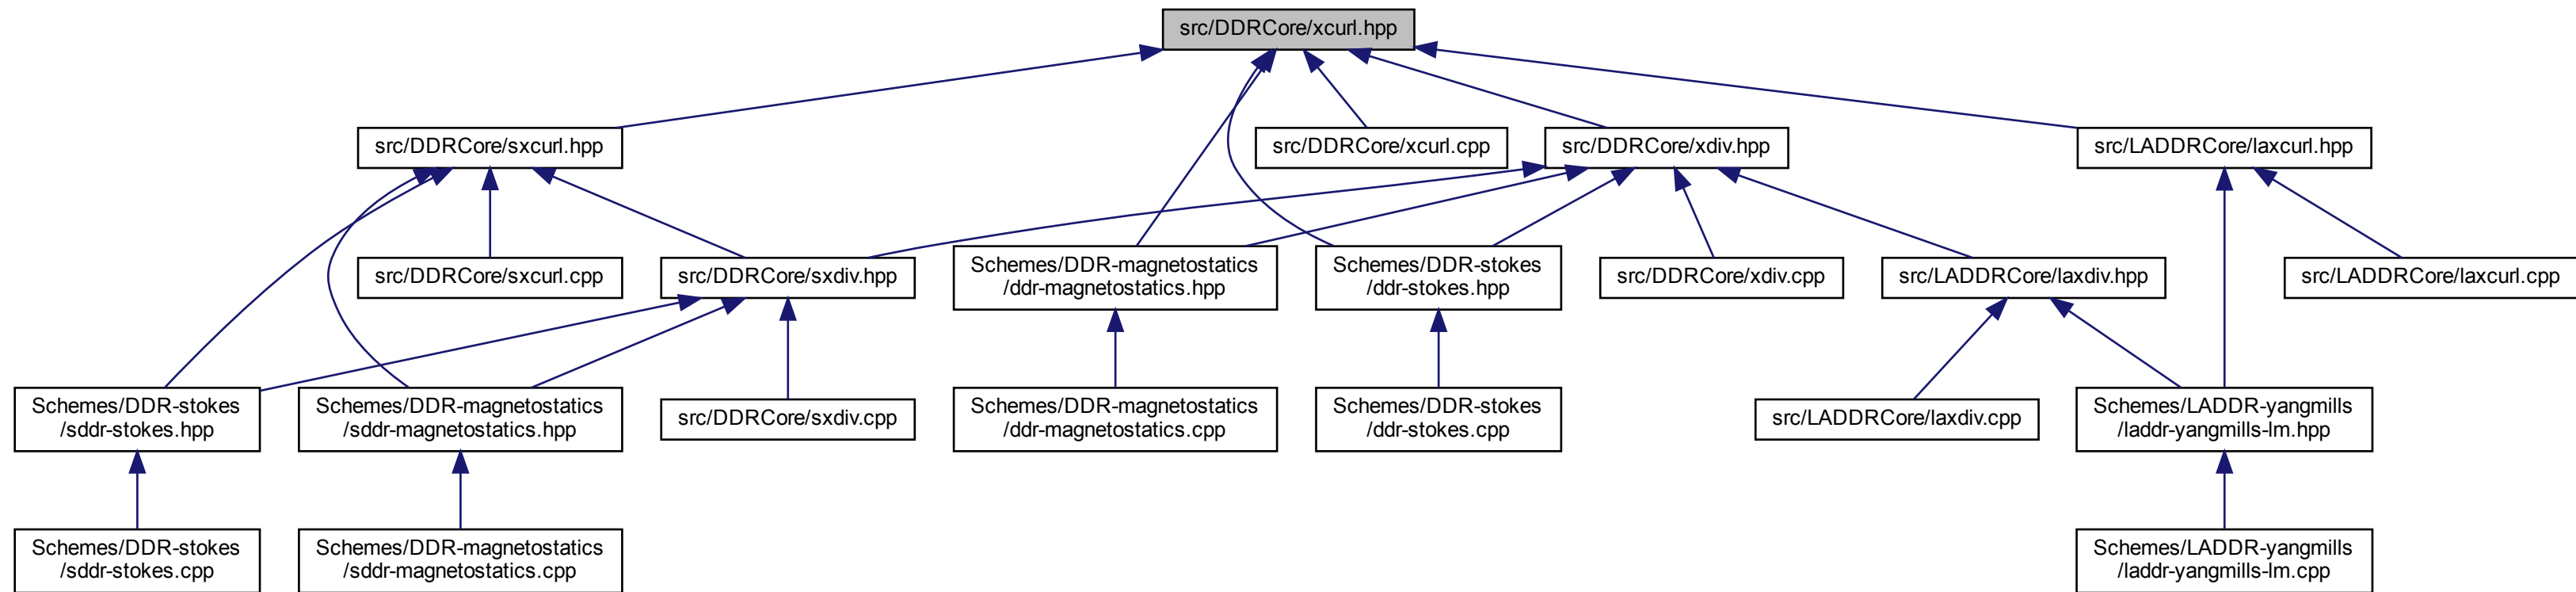 src/DDRCore/xcurl.hpp
src/DDRCore/sxcurl.hpp
src/DDRCore/xcurl.cpp
src/DDRCore/xdiv.hpp
src/LADDRCore/laxcurl.hpp
src/DDRCore/sxcurl.cpp
src/DDRCore/sxdiv.hpp
Schemes/DDR-magnetostatics
/ddr-magnetostatics.hpp
Schemes/DDR-stokes
/ddr-stokes.hpp
src/DDRCore/xdiv.cpp
src/LADDRCore/laxdiv.hpp
src/LADDRCore/laxcurl.cpp
Schemes/DDR-stokes
/sddr-stokes.hpp
Schemes/DDR-magnetostatics
/sddr-magnetostatics.hpp
src/DDRCore/sxdiv.cpp
Schemes/DDR-magnetostatics
/ddr-magnetostatics.cpp
Schemes/DDR-stokes
/ddr-stokes.cpp
src/LADDRCore/laxdiv.cpp
Schemes/LADDR-yangmills
/laddr-yangmills-lm.hpp
Schemes/DDR-stokes
/sddr-stokes.cpp
Schemes/DDR-magnetostatics
/sddr-magnetostatics.cpp
Schemes/LADDR-yangmills
/laddr-yangmills-lm.cpp